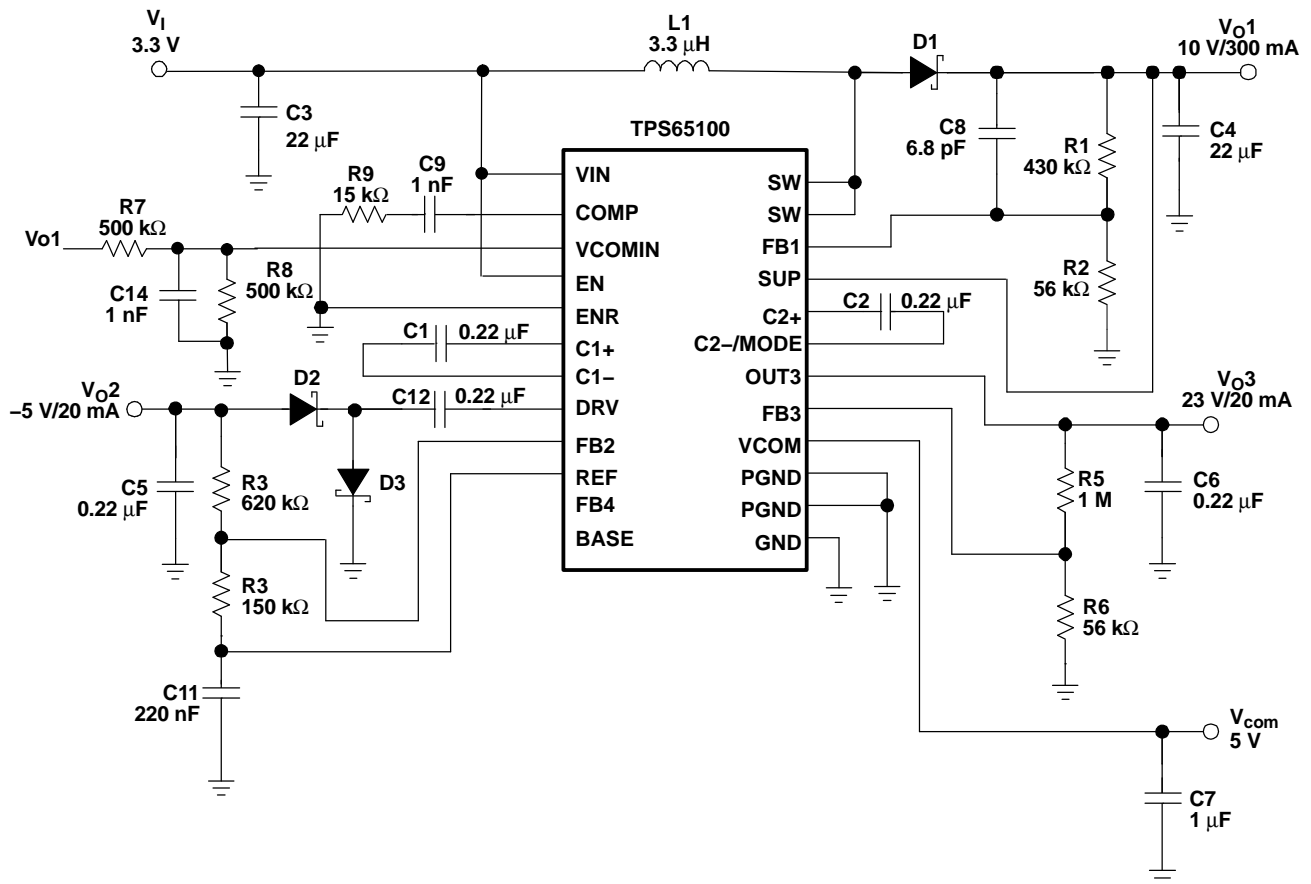 VI
3.3 V
L1
3.3 μH
D1
VO1
10 V/300 mA
C3
22 μF
TPS65100
C8
6.8 pF
R1
430 kΩ
C4
22 μF
R9
15 kΩ
C9
1 nF
VIN
COMP
VCOMIN
EN
ENR
C1+
C1−
DRV
FB2
REF
FB4
BASE
SW
SW
FB1
SUP
C2+
C2−/MODE
OUT3
FB3
VCOM
PGND
PGND
GND
R7
500 kΩ
Vo1
R8
500 kΩ
C14
1 nF
R2
56 kΩ
C2
0.22 μF
C1
0.22 μF
C12
0.22 μF
VO2
−5 V/20 mA
D2
D3
VO3
23 V/20 mA
C5
0.22 μF
R3
620 kΩ
R3
150 kΩ
R5
1 M
C6
0.22 μF
R6
56 kΩ
C11
220 nF
Vcom
5 V
C7
1 μF